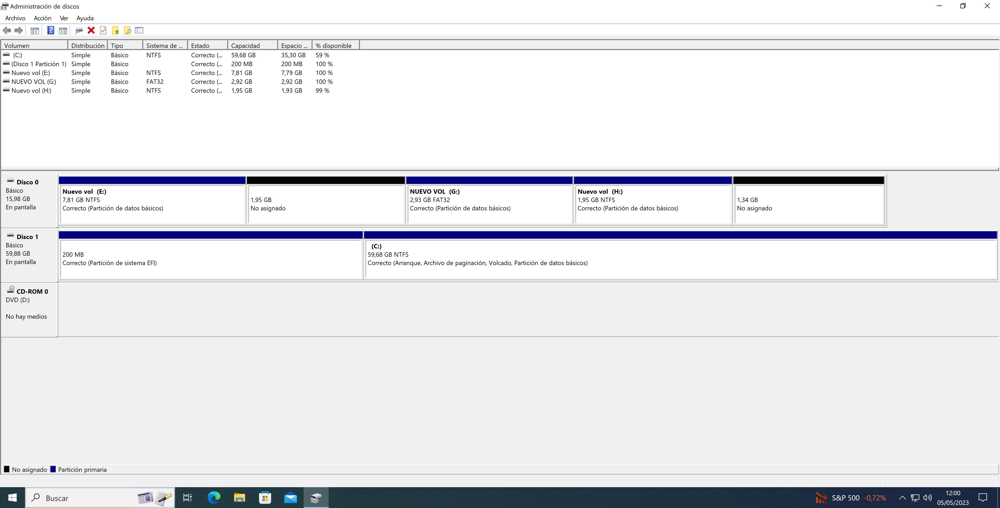 Administración de discos
Archivo Acción Ver Ayuda
Volumen Distribución Tipo Sistema de ... Estado Capacidad Espacio ... % disponible
(C:) Simple Básico NTFS Correcto (... 59,68 GB 35,30 GB 59 %
(Disco 1 Partición 1) Simple Básico Correcto (... 200 MB 200 MB 100 %
Nuevo vol (E:) Simple Básico NTFS Correcto (... 7,81 GB 7,79 GB 100 %
NUEVO VOL (G:) Simple Básico FAT32 Correcto (... 2,92 GB 2,92 GB 100 %
Nuevo vol (H:) Simple Básico NTFS Correcto (... 1,95 GB 1,93 GB 99 %
Disco 0
Básico
15,98 GB
En pantalla
Nuevo vol (E:)
7,81 GB NTFS
Correcto (Partición de datos básicos)
1,95 GB
No asignado
NUEVO VOL (G:)
2,93 GB FAT32
Correcto (Partición de datos básicos)
Nuevo vol (H:)
1,95 GB NTFS
Correcto (Partición de datos básicos)
1,34 GB
No asignado
Disco 1
Básico
59,88 GB
En pantalla
200 MB
Correcto (Partición de sistema EFI)
(C:)
59,68 GB NTFS
Correcto (Arranque, Archivo de paginación, Volcado, Partición de datos básicos)
CD-ROM 0
DVD (D:)
No hay medios
No asignado Partición primaria
Buscar
S&P 500 -0,72%
12:00
05/05/2023